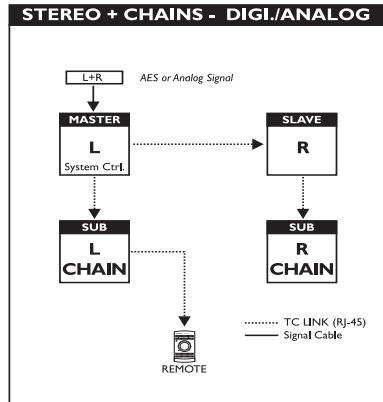 STEREO + CHAINS - DIGI./ANALOG
L+R
AES or Analog Signal
MASTER
L
System Ctrl.
SLAVE
R
SUB
L
CHAIN
SUB
R
CHAIN
REMOTE
TC LINK (RJ-45)
Signal Cable